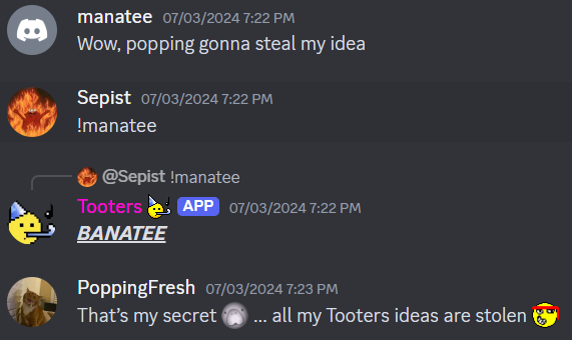 manatee 07/03/2024 7:22 PM
Wow, popping gonna steal my idea
Sepist 07/03/2024 7:22 PM
!manatee
@Sepist !manatee
Tooters APP 07/03/2024 7:22 PM
BANATEE
PoppingFresh 07/03/2024 7:23 PM
That's my secret ... all my Tooters ideas are stolen